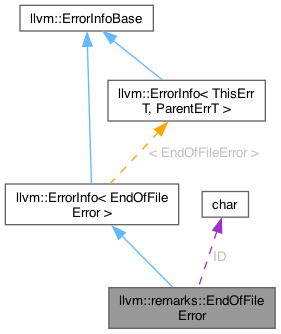 llvm::ErrorInfoBase
llvm::ErrorInfo< ThisErr
T, ParentErrT >
< EndOfFileError >
llvm::ErrorInfo< EndOfFile
Error >
char
ID
llvm::remarks::EndOfFile
Error